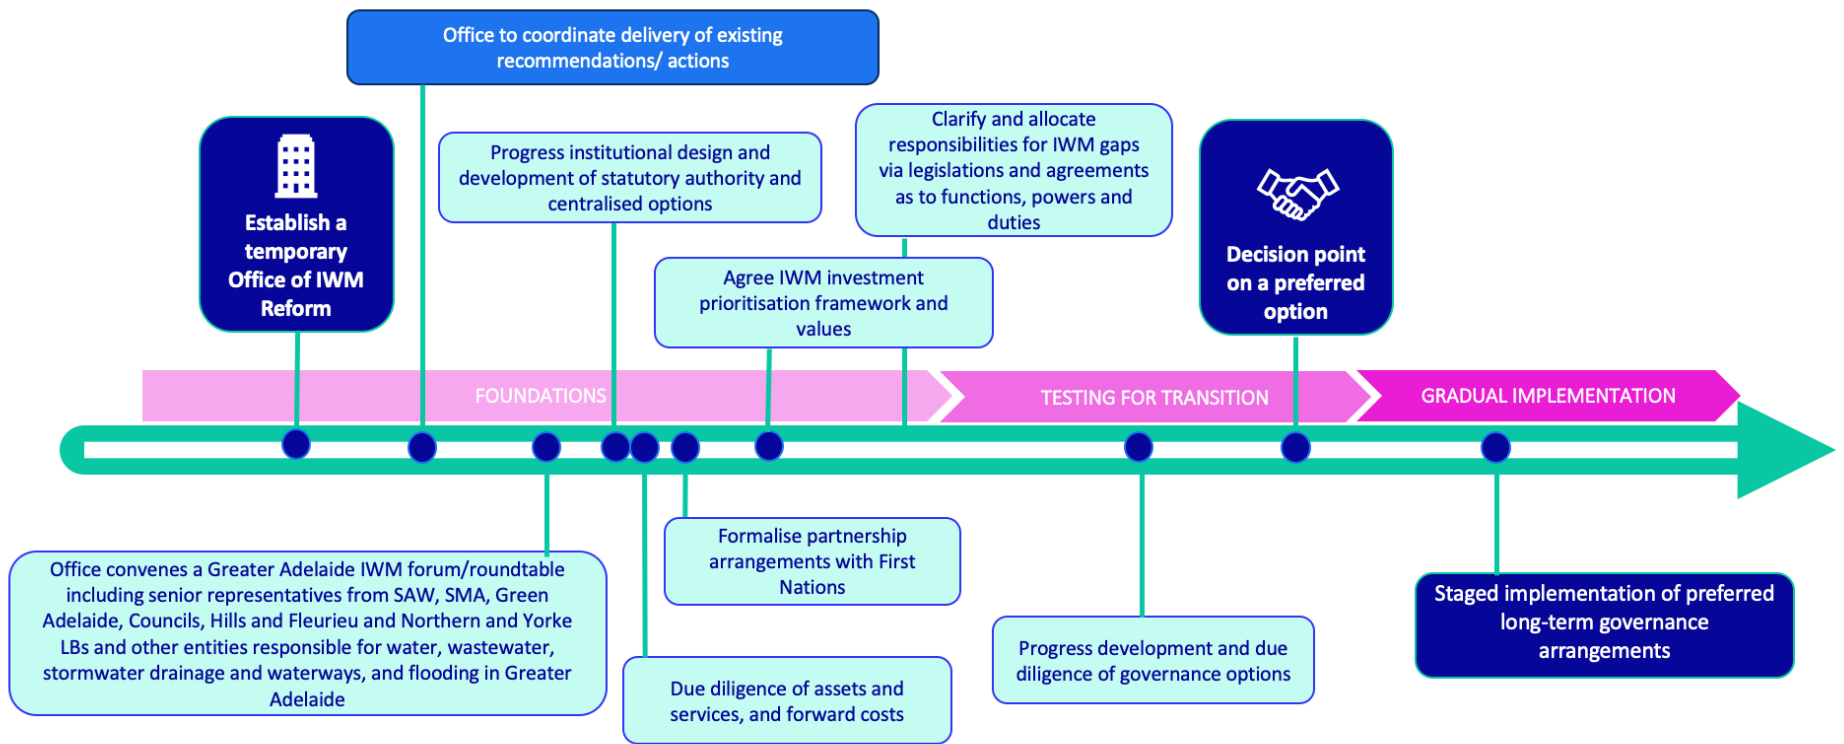 Office to coordinate delivery of existing
recommendations/ actions
Establish a
temporary
Office of IWM
Reform
Progress institutional design and
development of statutory authority and
centralised options
Clarify and allocate
responsibilities for IWM gaps
via legislations and agreements
as to functions, powers and
duties
Agree IWM investment
prioritisation framework and
values
Decision point
on a preferred
option
FOUNDATIONS
TESTING FOR TRANSITION
GRADUAL IMPLEMENTATION
Office convenes a Greater Adelaide IWM forum/roundtable
including senior representatives from SAW, SMA, Green
Adelaide, Councils, Hills and Fleurieu and Northern and Yorke
LBs and other entities responsible for water, wastewater,
stormwater drainage and waterways, and flooding in Greater
Adelaide
Formalise partnership
arrangements with First
Nations
Due diligence of assets and
services, and forward costs
Progress development and due
diligence of governance options
Staged implementation of preferred
long-term governance
arrangements